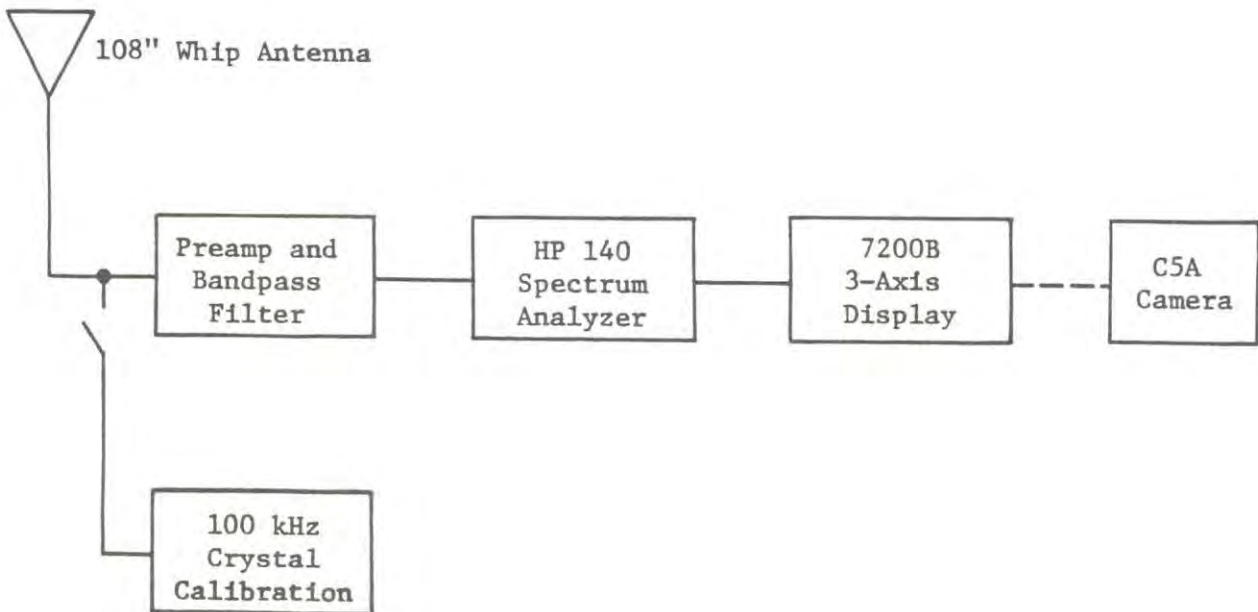 108" Whip Antenna
Preamp and
Bandpass
Filter
HP 140
Spectrum
Analyzer
7200B
3-Axis
Display
C5A
Camera
100 kHz
Crystal
Calibration